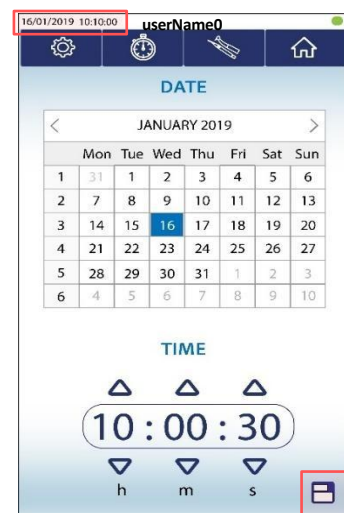 16/01/2019 10:10:00 userName0
DATE
< JANUARY 2019 >
Mon Tue Wed Thu Fri Sat Sun
1 31 1 2 3 4 5 6
2 7 8 9 10 11 12 13
3 14 15 16 17 18 19 20
4 21 22 23 24 25 26 27
5 28 29 30 31 1 2 3
6 4 5 6 7 8 9 10
TIME
10 : 00 : 30
h m s